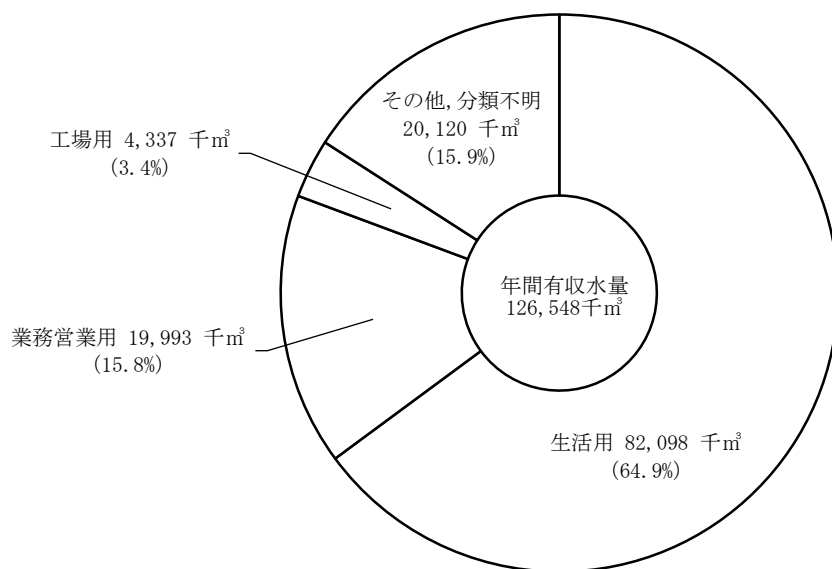 その他,分類不明
20,120 千㎥
(15.9%)
工場用 4,337 千㎥
(3.4%)
年間有収水量
126,548千㎥
業務営業用 19,993 千㎥
(15.8%)
生活用 82,098 千㎥
(64.9%)